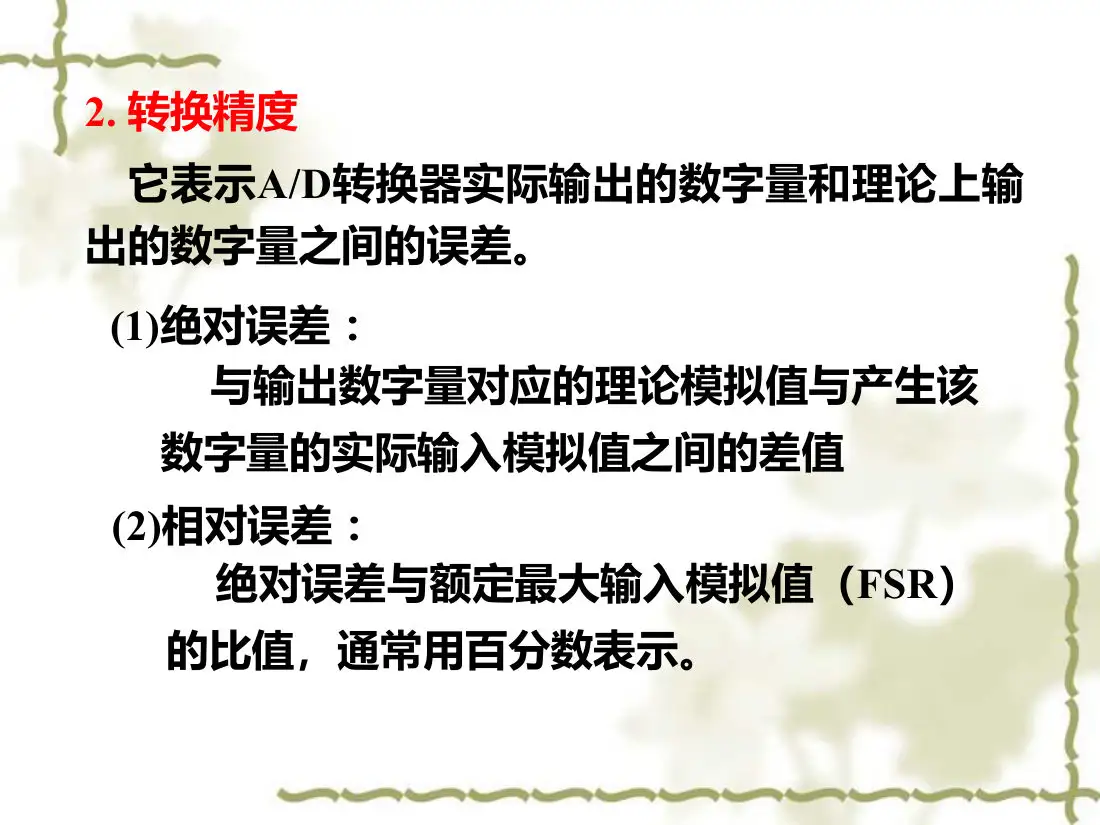 2. 转换精度
它表示A/D转换器实际输出的数字量和理论上输
出的数字量之间的误差。
(1)绝对误差：
与输出数字量对应的理论模拟值与产生该
数字量的实际输入模拟值之间的差值
(2)相对误差：
绝对误差与额定最大输入模拟值（FSR）
的比值，通常用百分数表示。